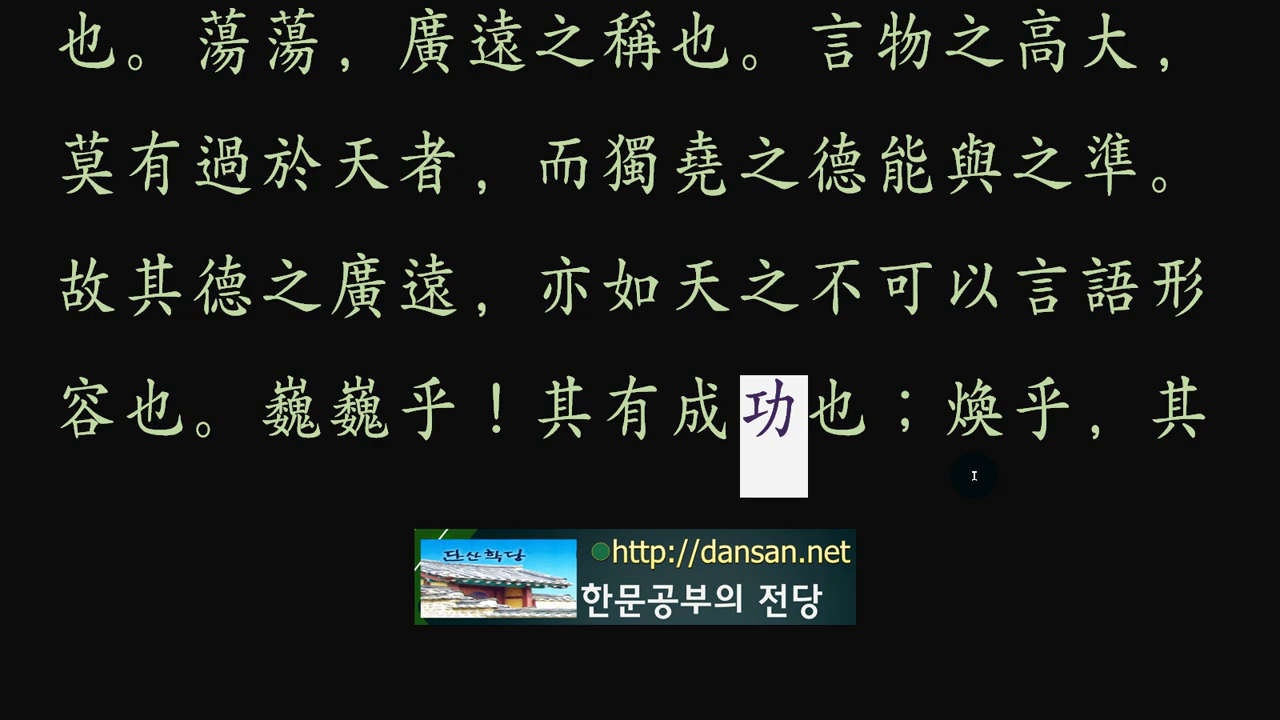 也。蕩蕩，廣遠之稱也。言物之高大，
莫有過於天者，而獨堯之德能與之準。
故其德之廣遠，亦如天之不可以言語形
容也。巍巍乎！其有成功也；煥乎，其
단산학당
http://dansan.net
한문공부의 전당